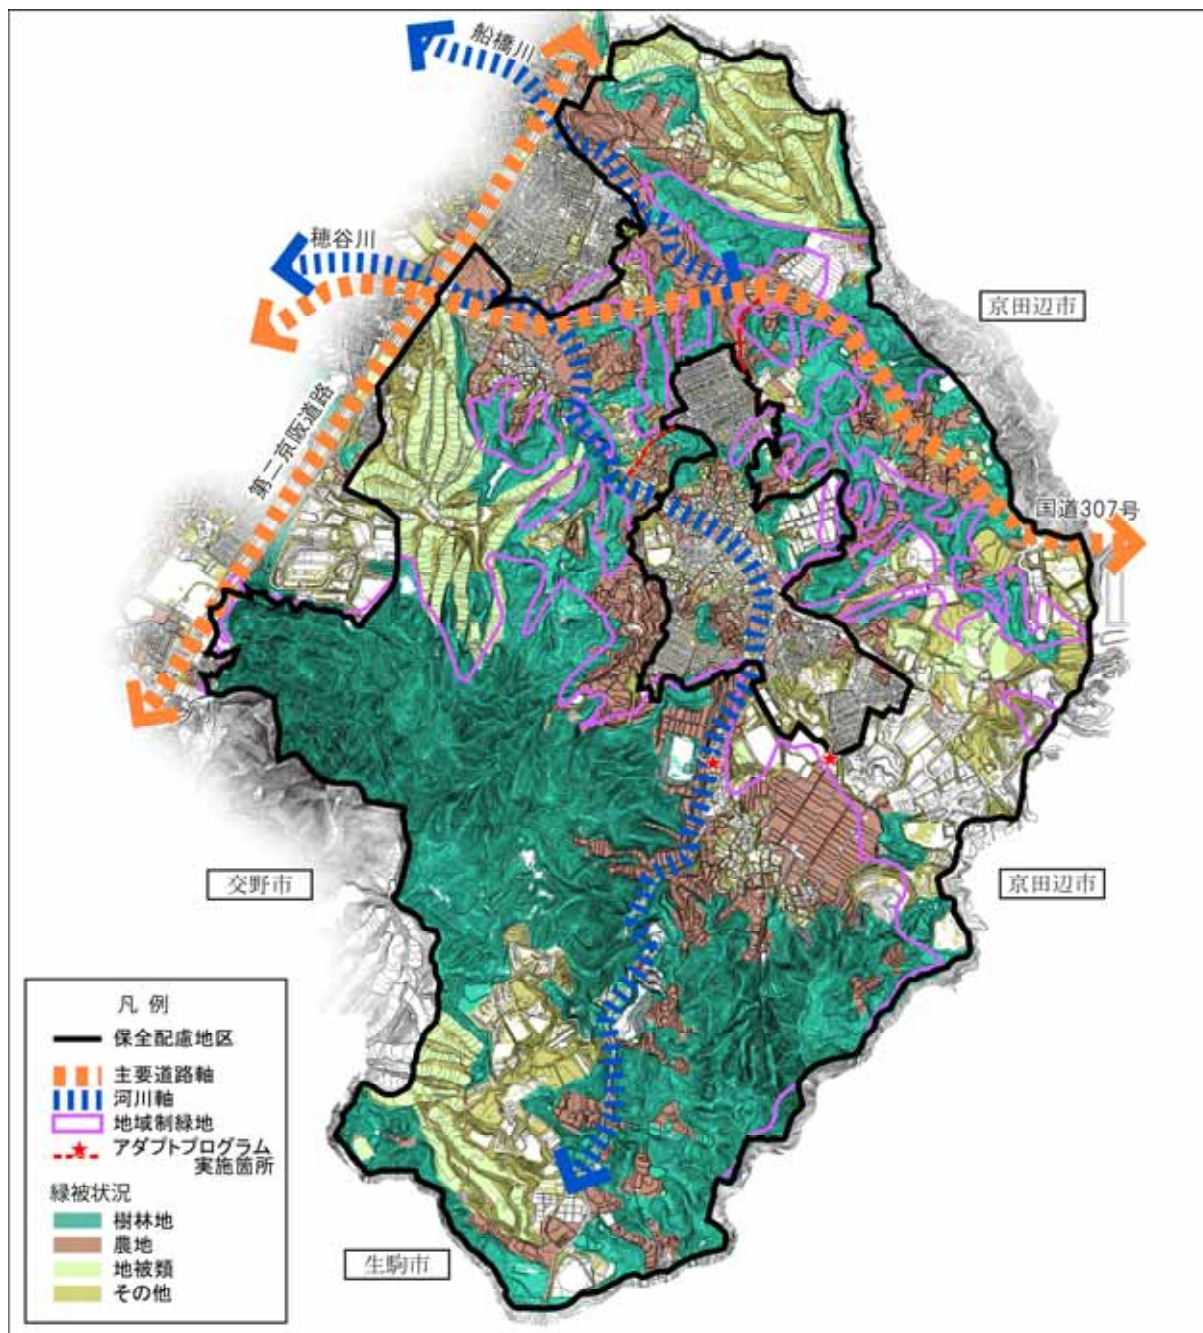 船橋川
穂谷川
京田辺市
第二京阪道路
国道307号
交野市
京田辺市
生駒市
凡 例
保全配慮地区
主要道路軸
河川軸
地域制緑地
アダプトプログラム
実施箇所
緑被状況
樹林地
農地
地被類
その他